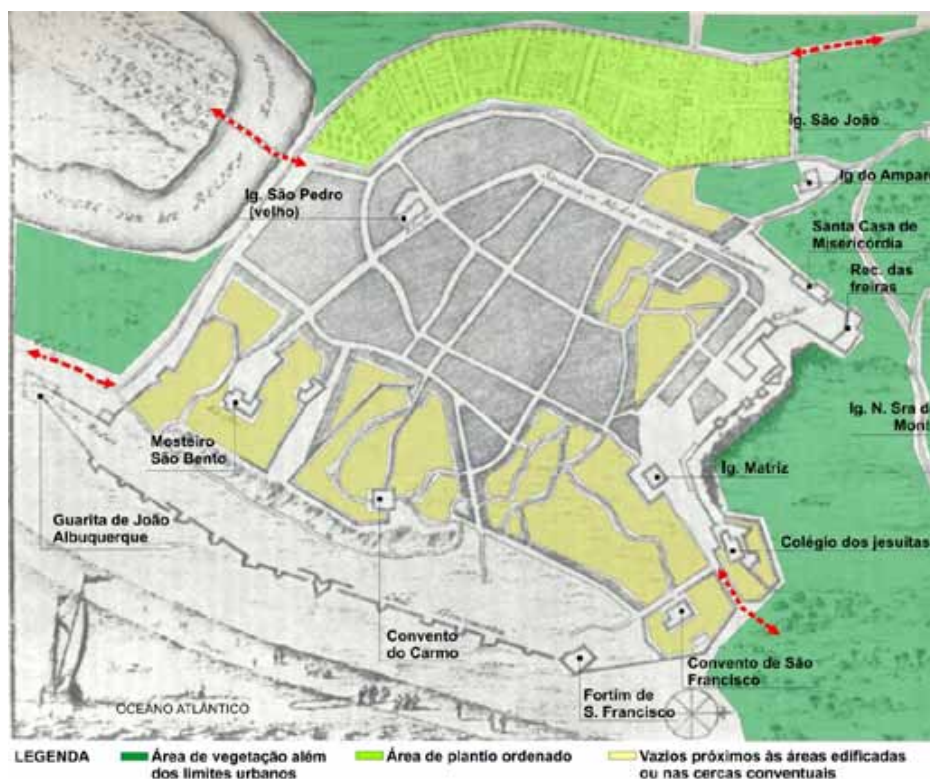 Ig. São João
Ig do Ampar
Ig. São Pedro
(velho)
Santa Casa de
Misericórdia
Rec. das
freiras
Ig. N. Sra d
Mont
Mosteiro
São Bento
Ig. Matriz
Guarita de João
Albuquerque
Colégio dos jesuitas
Convento
do Carmo
Convento de São
Francisco
Fortim de
S. Francisco
OCEANO ATLÂNTICO
LEGENDA
Área de vegetação além
dos limites urbanos
Área de plantio ordenado
Vazios próximos às áreas edificadas
ou nas cercas conventuais